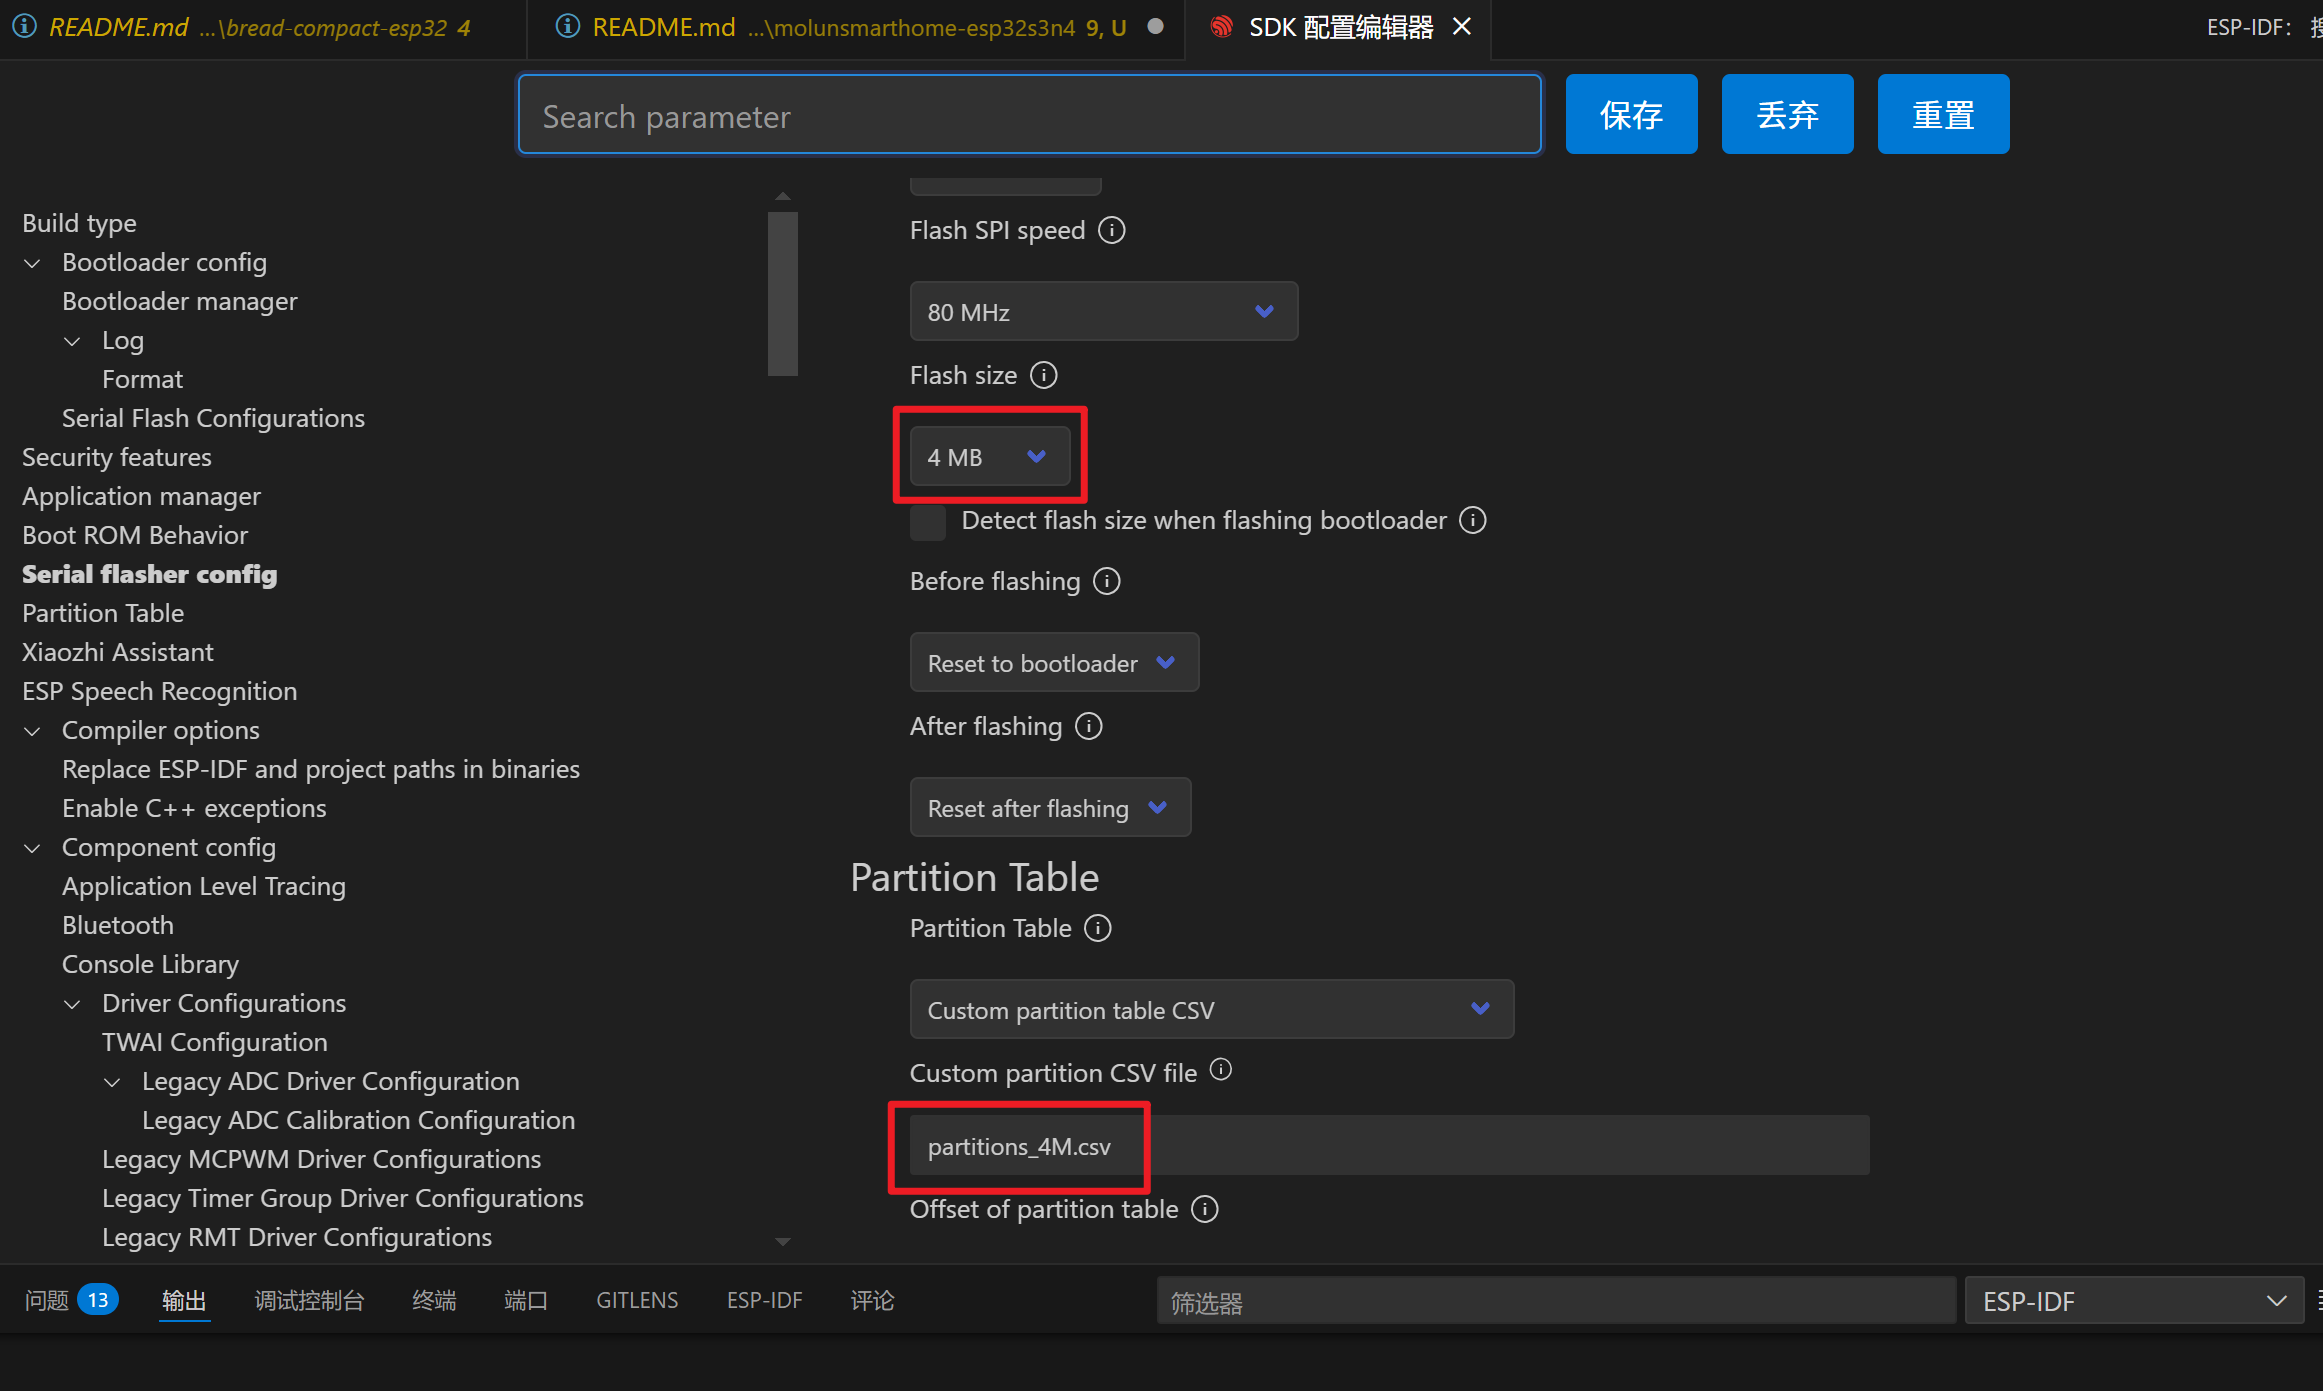 README.md ...\bread-compact-esp32 4
README.md ...\molunsmarthome-esp32s3n4 9, U
SDK 配置编辑器
ESP-IDF:
Search parameter
保存
丢弃
重置
Build type
Bootloader config
Bootloader manager
Log
Format
Serial Flash Configurations
Security features
Application manager
Boot ROM Behavior
Serial flasher config
Partition Table
Xiaozhi Assistant
ESP Speech Recognition
Compiler options
Replace ESP-IDF and project paths in binaries
Enable C++ exceptions
Component config
Application Level Tracing
Bluetooth
Console Library
Driver Configurations
TWAI Configuration
Legacy ADC Driver Configuration
Legacy ADC Calibration Configuration
Legacy MCPWM Driver Configurations
Legacy Timer Group Driver Configurations
Legacy RMT Driver Configurations
Flash SPI speed
80 MHz
Flash size
4 MB
Detect flash size when flashing bootloader
Before flashing
Reset to bootloader
After flashing
Reset after flashing
Partition Table
Partition Table
Custom partition table CSV
Custom partition CSV file
partitions_4M.csv
Offset of partition table
问题 13
输出
调试控制台
终端
端口
GITLENS
ESP-IDF
评论
筛选器
ESP-IDF